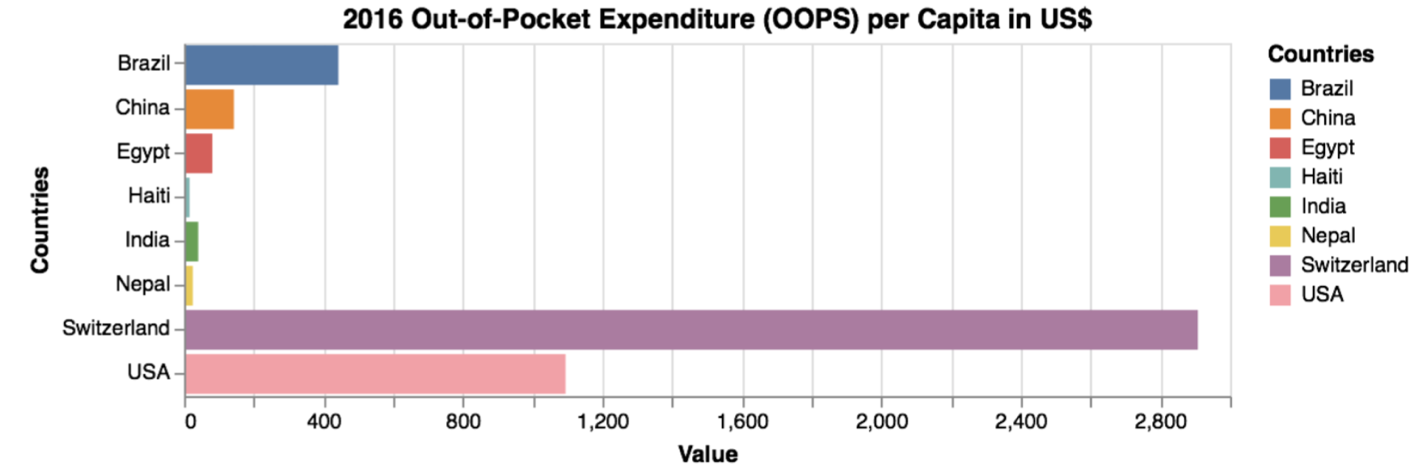 2016 Out-of-Pocket Expenditure (OOPS) per Capita in US$
Countries
Brazil
China
Egypt
Haiti
India
Nepal
Switzerland
USA
0 400 800 1,200 1,600 2,000 2,400 2,800
Value
Countries
Brazil
China
Egypt
Haiti
India
Nepal
Switzerland
USA